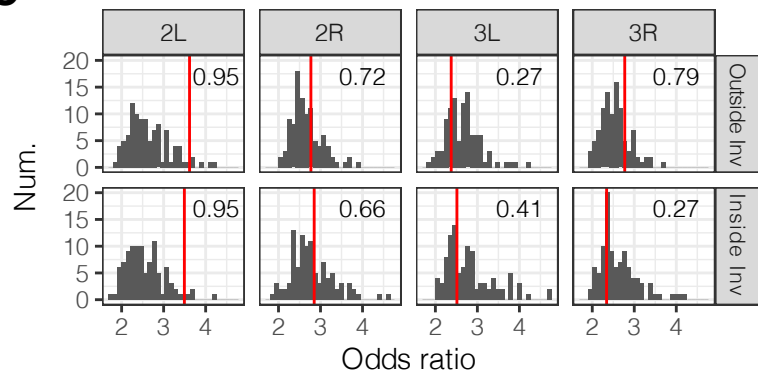 2L 2R 3L 3R
20 0.95 0.72 0.27 0.79 Outside Inv
15
10
5
0
Num.
20 0.95 0.66 0.41 0.27 Inside Inv
15
10
5
0
2 3 4 2 3 4 2 3 4 2 3 4
Odds ratio